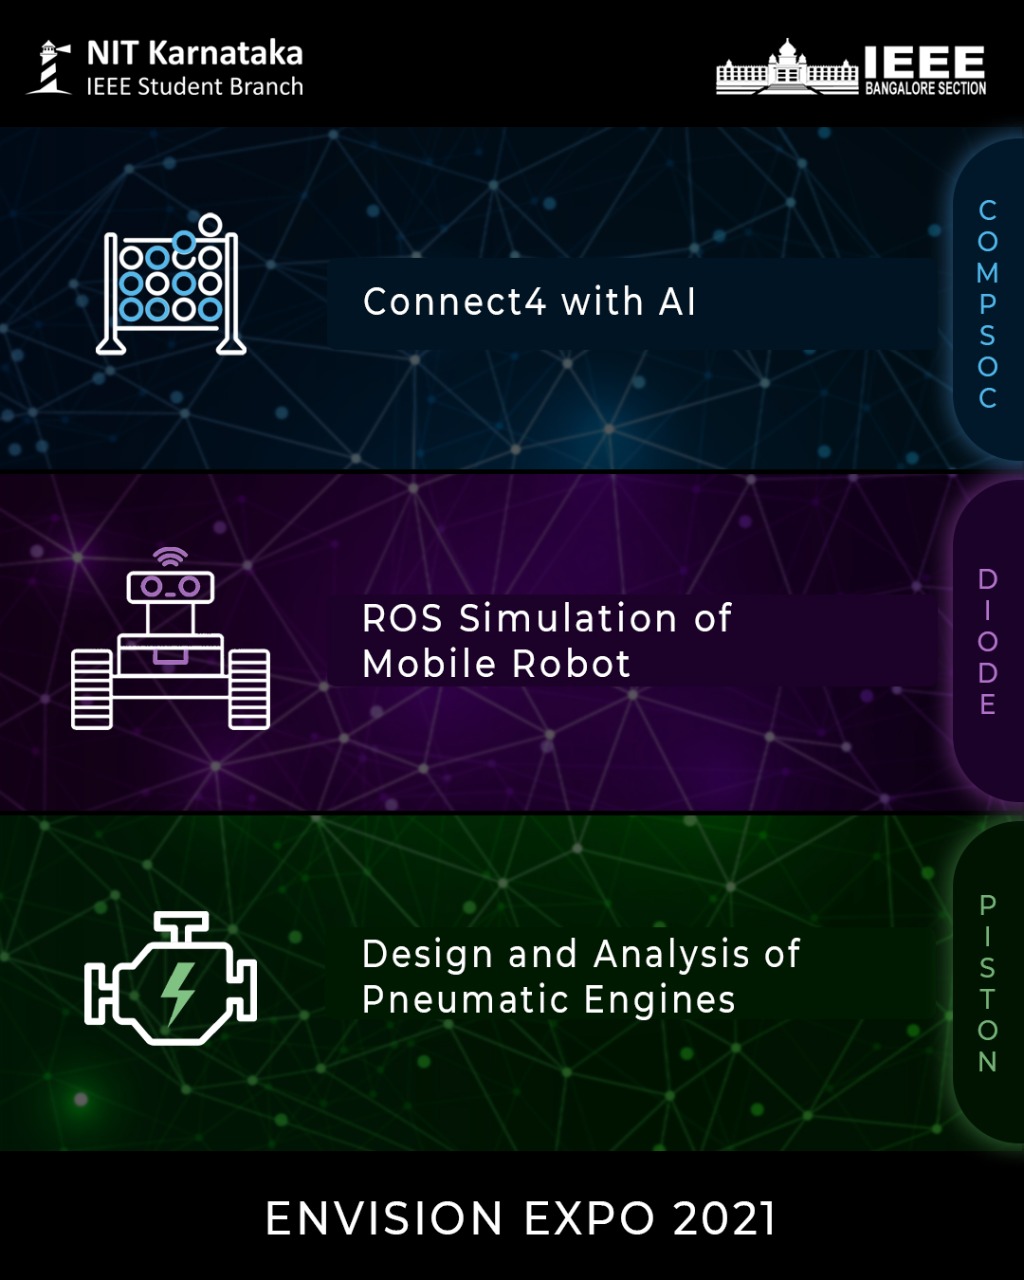 NIT Karnataka
IEEE Student Branch
IEEE
BANGALORE SECTION
Connect4 with AI
COMPSOC
ROS Simulation of
Mobile Robot
DIODE
Design and Analysis of
Pneumatic Engines
PISTON
ENVISION EXPO 2021